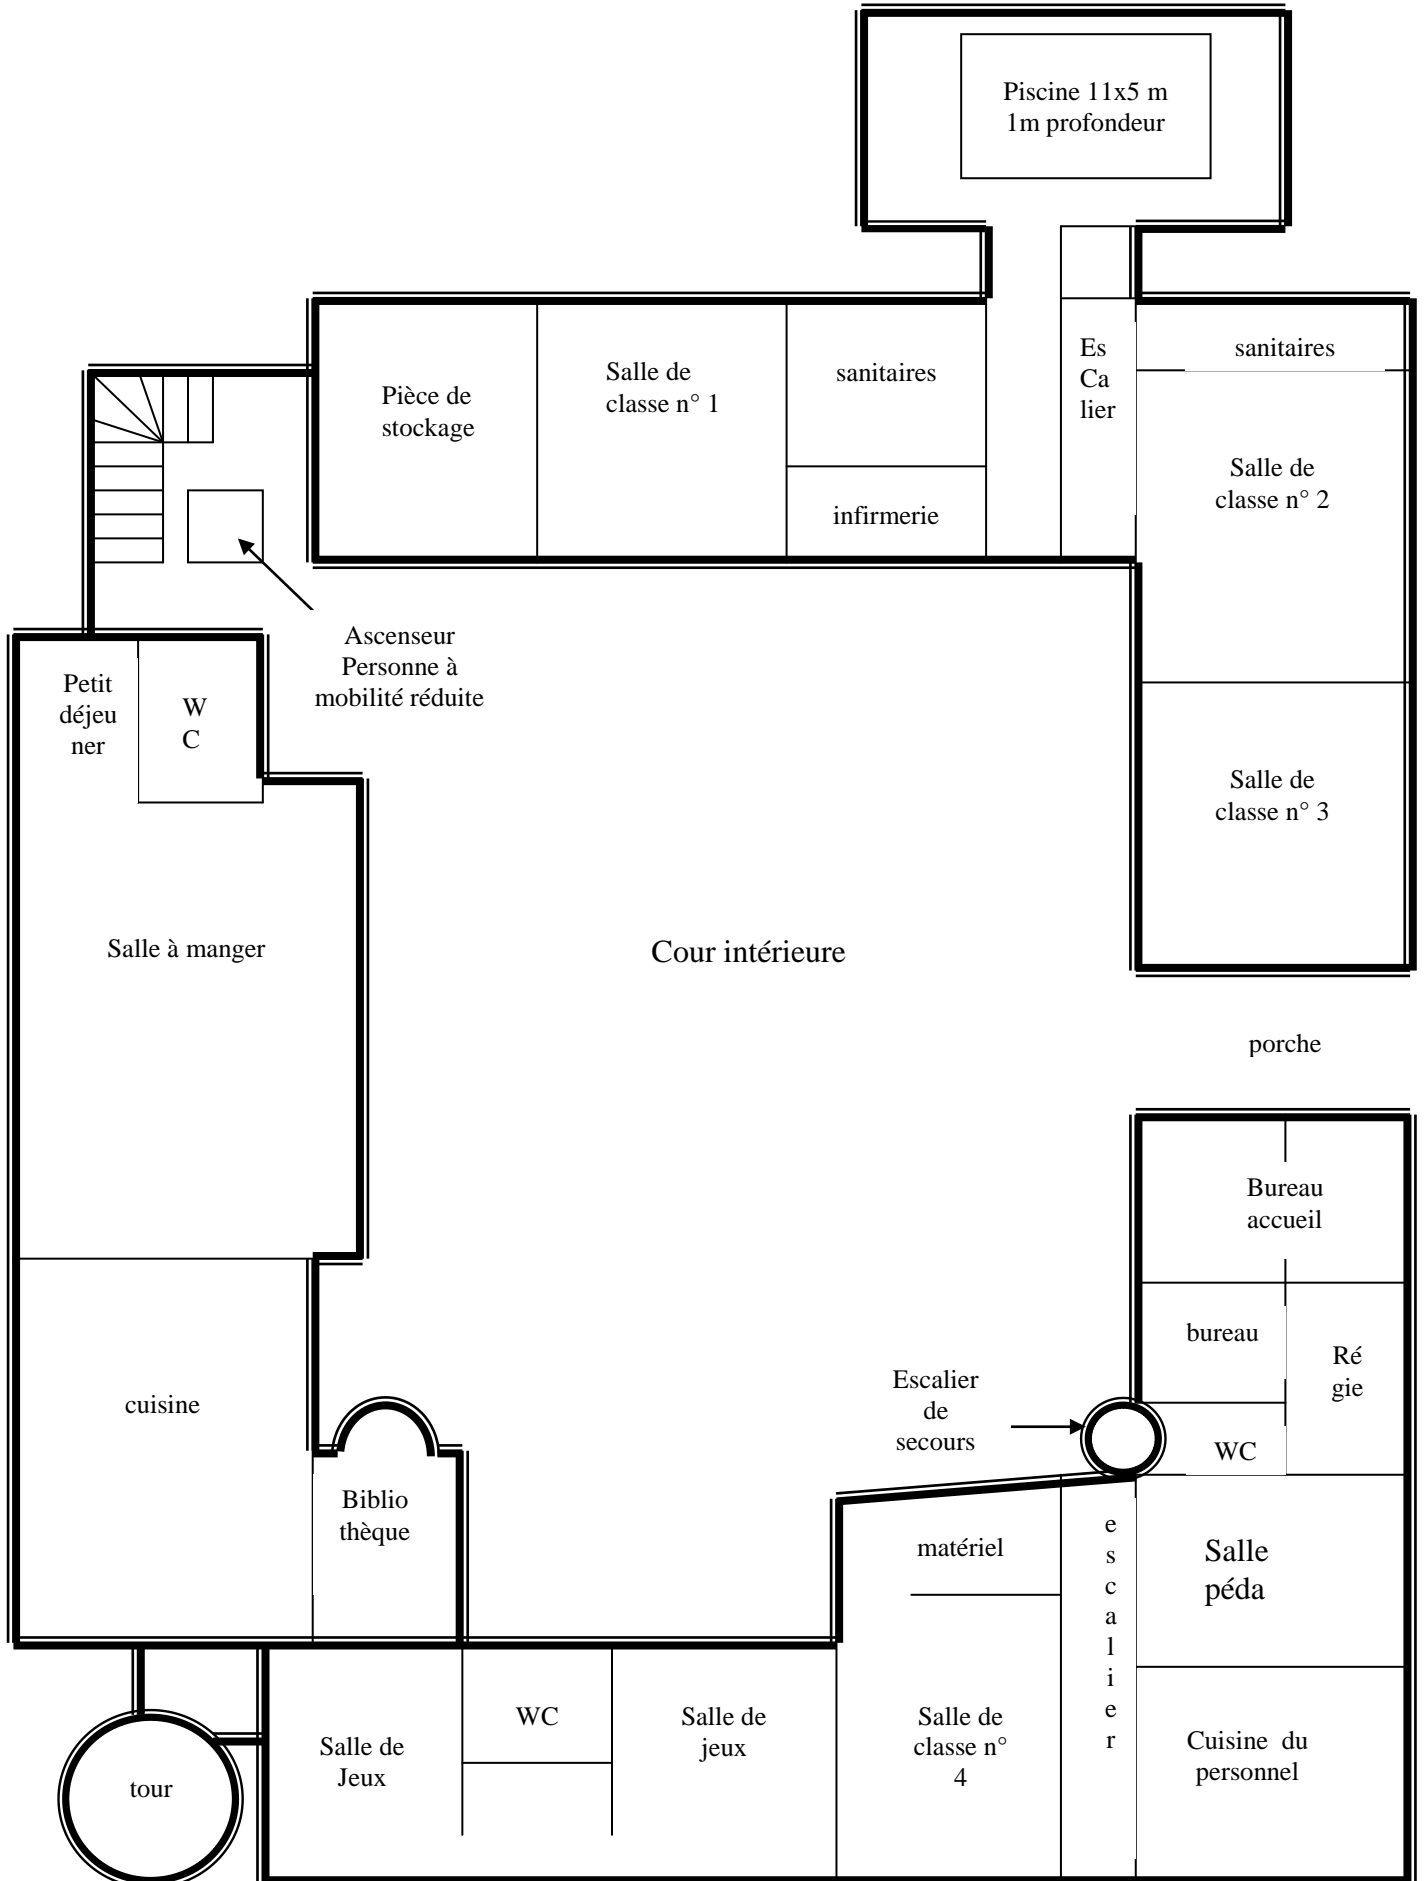 Piscine 11x5 m
1m profondeur
Es
Ca
lier
sanitaires
Pièce de
stockage
Salle de
classe n° 1
sanitaires
infirmerie
Salle de
classe n° 2
Ascenseur
Personne à
mobilité réduite
Petit
déjeu
ner
W
C
Salle de
classe n° 3
Salle à manger
Cour intérieure
porche
Bureau
accueil
bureau
Ré
gie
WC
Escalier
de
secours
cuisine
Biblio
thèque
matériel
e
s
c
a
l
i
e
r
Salle
péda
Salle de
Jeux
WC
Salle de
jeux
Salle de
classe n°
4
Cuisine du
personnel
tour